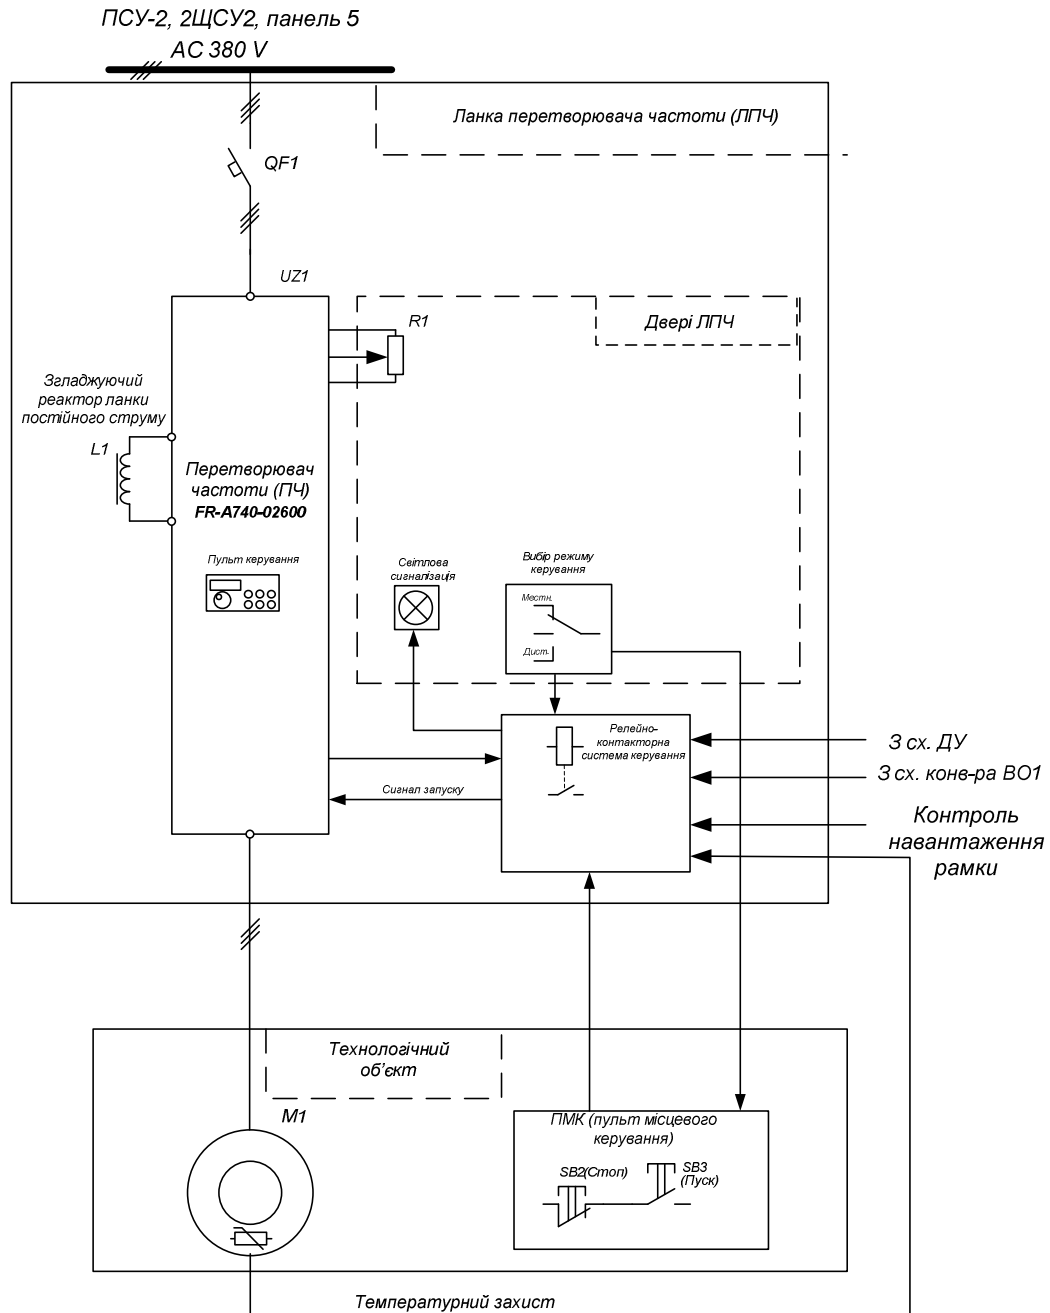 ПСУ-2, 2ЩСУ2, панель 5
AC 380 V
Ланка перетворювача частоти (ЛПЧ)
QF1
UZ1
R1
Двері ЛПЧ
Згладжуючий
реактор ланки
постійного струму
L1
Перетворювач
частоти (ПЧ)
FR-A740-02600
Пульт керування
Світлова
сигналізація
Вибір режиму
керування
Местн.
Дист.
Релейно-
контакторна
система керування
Сигнал запуску
З сх. ДУ
З сх. конв-ра ВО1
Контроль
навантаження
рамки
Технологічний
об’єкт
M1
ПМК (пульт місцевого
керування)
SB2(Стоп)
SB3
(Пуск)
Температурний захист